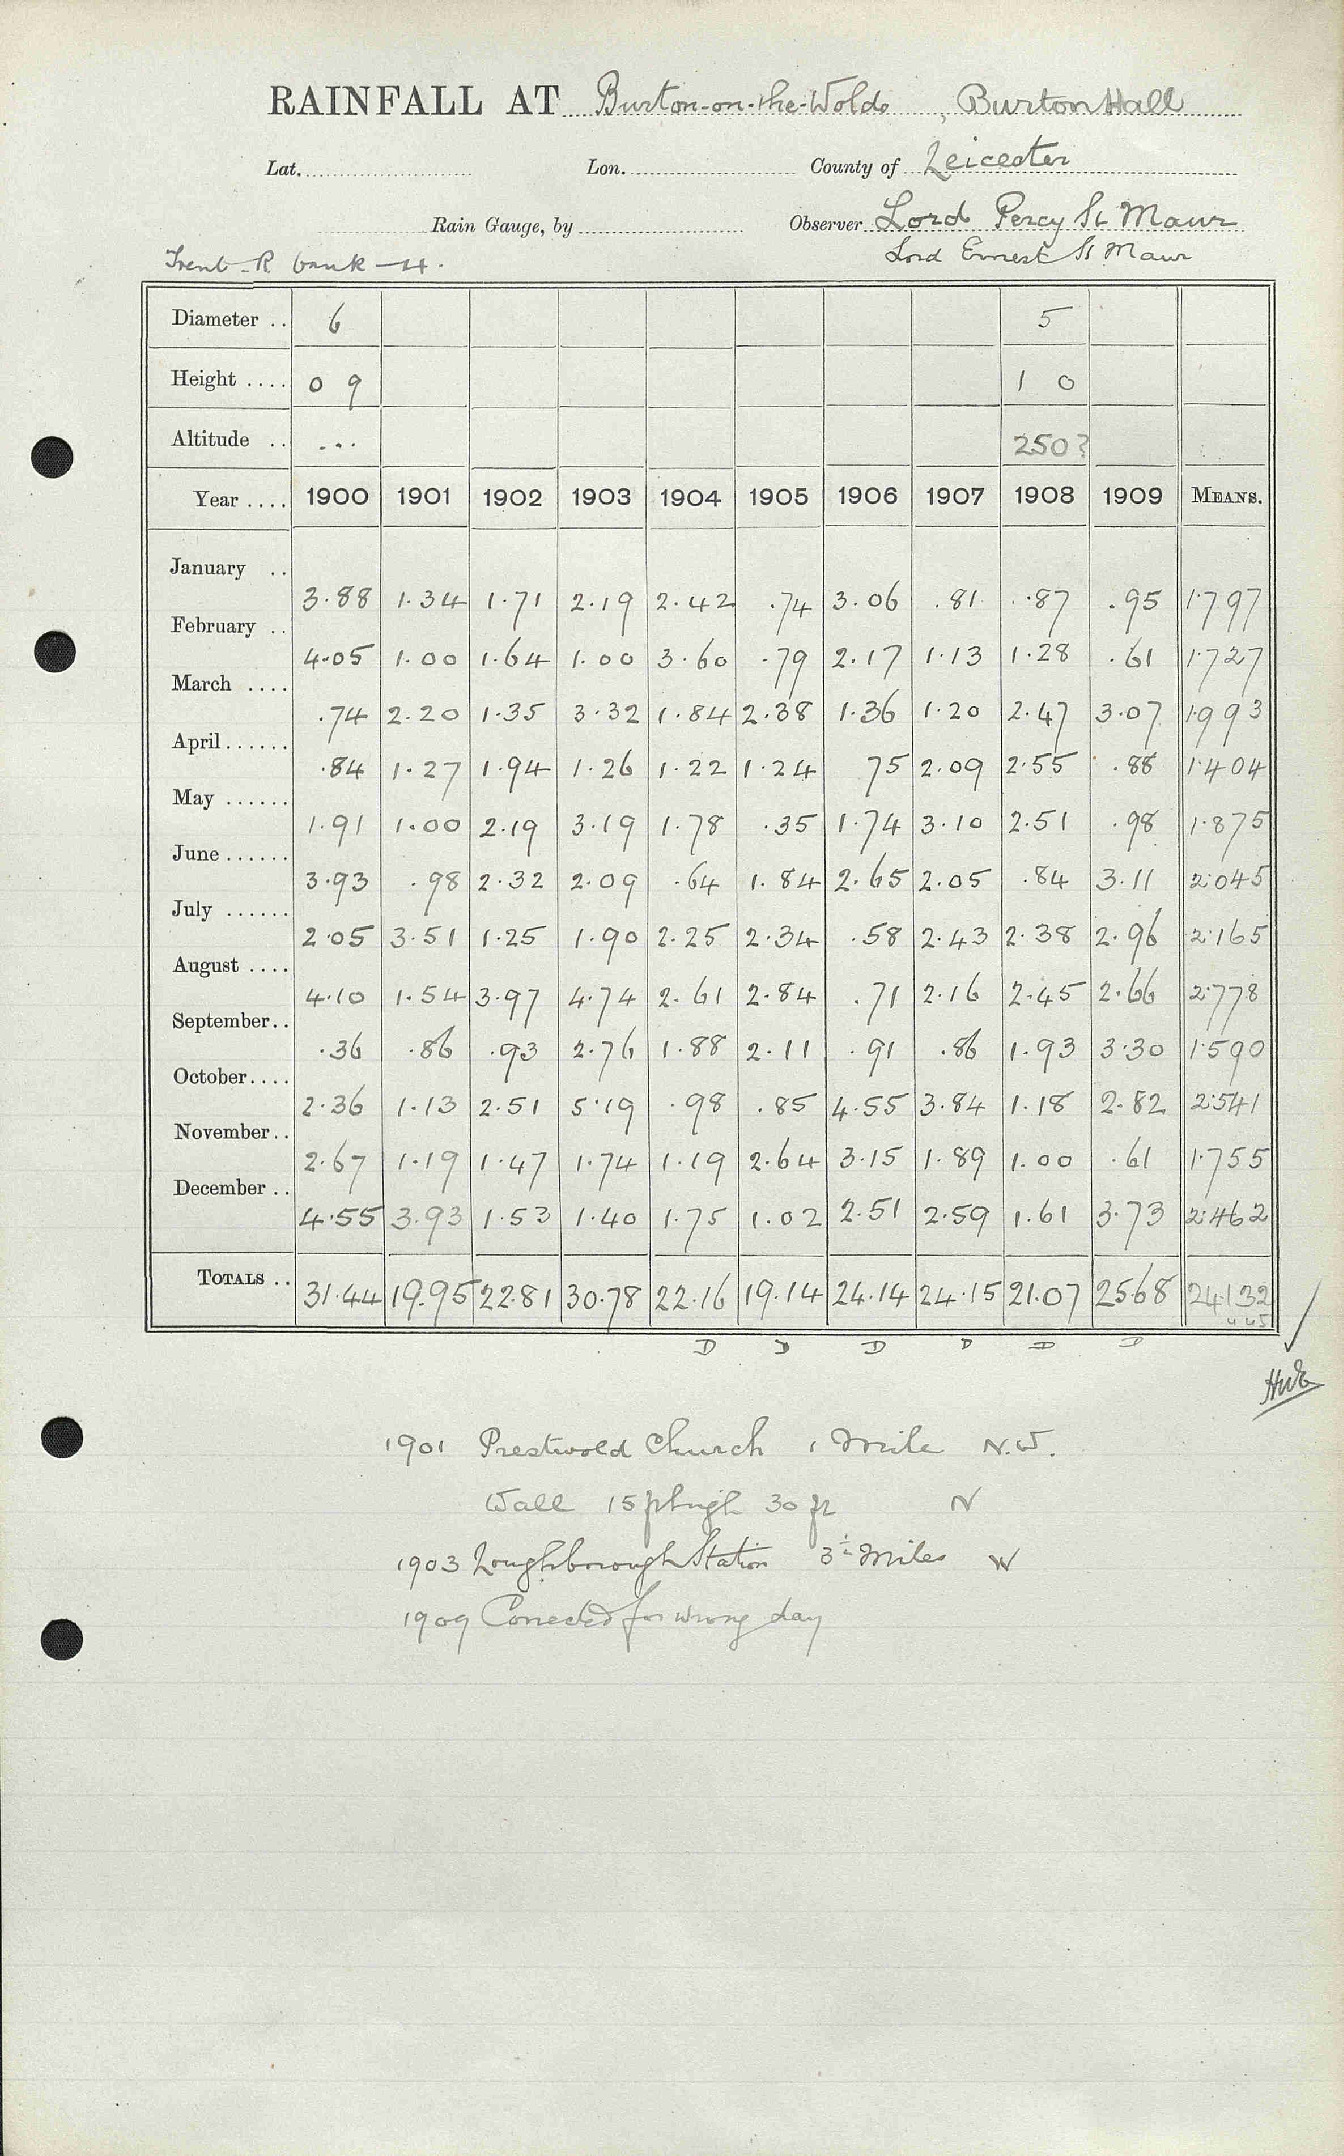 RAINFALL AT Burton-on-the-Wolds, Burton Hall
Lat. Lon. County of Leicester
Rain Gauge, by Observer Lord Percy St Maur
Trent R bank
Lord Ernest St Maur
Diameter .. 6 5
Height .... 0 9 1 0
Altitude .. ... 250?
Year .... 1900 1901 1902 1903 1904 1905 1906 1907 1908 1909 MEANS.
January .. 3.88 1.34 1.71 2.19 2.42 .74 3.06 .81 .87 .95 1.797
February .. 4.05 1.00 1.64 1.00 3.60 .79 2.17 1.13 1.28 .61 1.727
March .... .74 2.20 1.35 3.32 1.84 2.38 1.36 1.20 2.47 3.07 1.993
April ...... .84 1.27 1.94 1.26 1.22 1.24 75 2.09 2.55 .88 1.404
May ...... 1.91 1.00 2.19 3.19 1.78 .35 1.74 3.10 2.51 .98 1.875
June ...... 3.93 .98 2.32 2.09 .64 1.84 2.65 2.05 .84 3.11 2.045
July ...... 2.05 3.51 1.25 1.90 2.25 2.34 .58 2.43 2.38 2.96 2.165
August .... 4.10 1.54 3.97 4.74 2.61 2.84 .71 2.16 2.45 2.66 2.778
September.. .36 .86 .93 2.76 1.88 2.11 .91 .86 1.93 3.30 1.590
October.... 2.36 1.13 2.51 5.19 .98 .85 4.55 3.84 1.18 2.82 2.541
November.. 2.67 1.19 1.47 1.74 1.19 2.64 3.15 1.89 1.00 .61 1.755
December .. 4.55 3.93 1.53 1.40 1.75 1.02 2.51 2.59 1.61 3.73 2.462
TOTALS .. 31.44 19.95 22.81 30.78 22.16 19.14 24.14 24.15 21.07 25.68 24.132
D D D D D D
1901 Prestwold Church 1 Mile N.W.
Wall 15 ft high 30 ft N
1903 Loughborough Station 3½ Miles W
1909 Corrected for wrong day